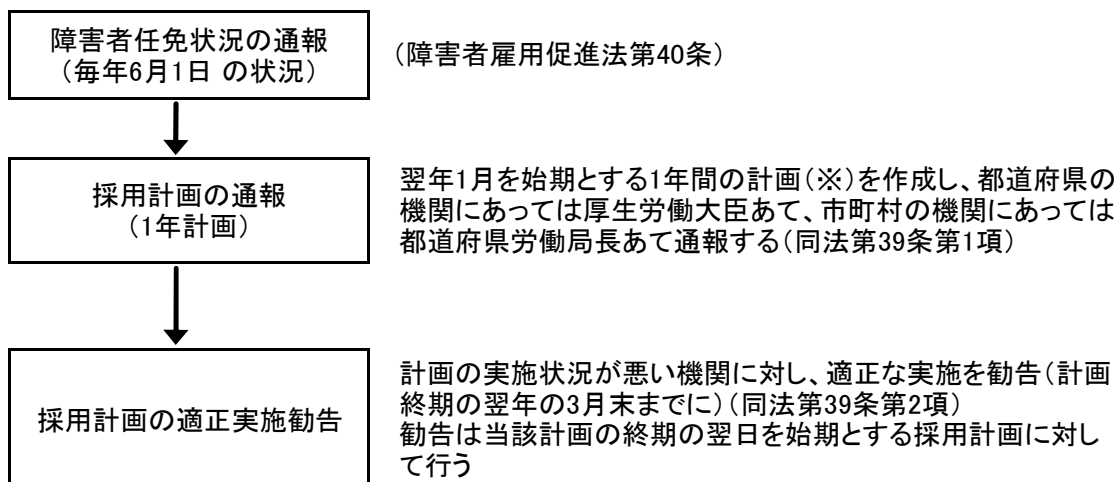 障害者任免状況の通報
（毎年6月1日 の状況）
（障害者雇用促進法第40条）
採用計画の通報
（1年計画）
翌年1月を始期とする1年間の計画（※）を作成し、都道府県の
機関にあっては厚生労働大臣あて、市町村の機関にあっては
都道府県労働局長あて通報する（同法第39条第1項）
採用計画の適正実施勧告
計画の実施状況が悪い機関に対し、適正な実施を勧告（計画
終期の翌年の3月末までに）（同法第39条第2項）
勧告は当該計画の終期の翌日を始期とする採用計画に対し
て行う